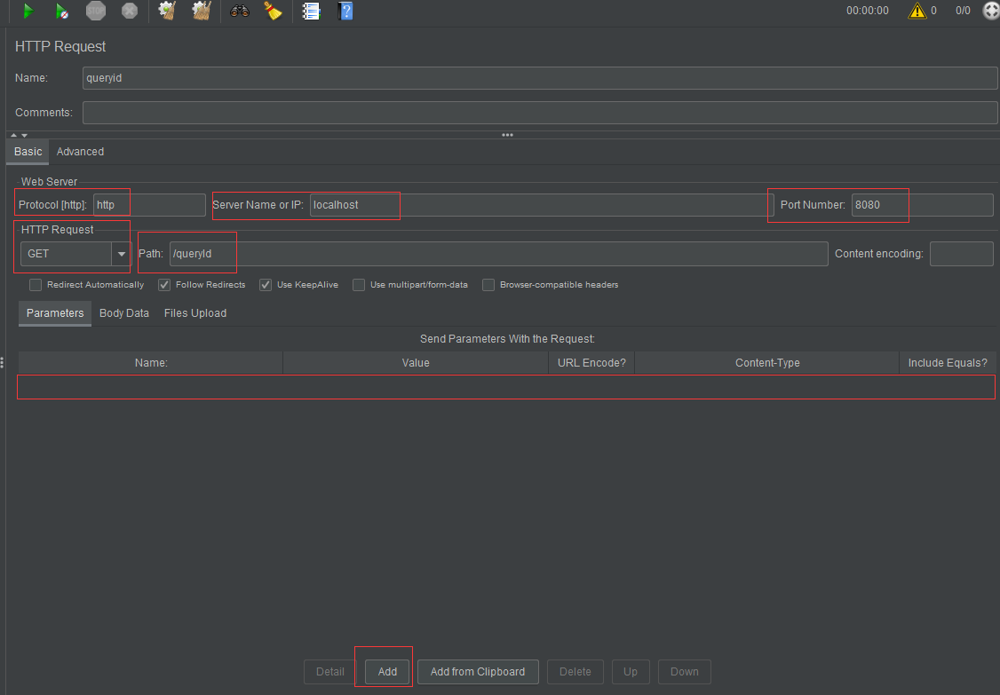 STOP
?
00:00:00
0
0/0
HTTP Request
Name:
queryid
Comments:
Basic
Advanced
Web Server
Protocol [http]:
http
Server Name or IP:
localhost
Port Number:
8080
HTTP Request
GET
Path:
/queryId
Content encoding:
Redirect Automatically
Follow Redirects
Use KeepAlive
Use multipart/form-data
Browser-compatible headers
Parameters
Body Data
Files Upload
Send Parameters With the Request:
Name:
Value
URL Encode?
Content-Type
Include Equals?
Detail
Add
Add from Clipboard
Delete
Up
Down